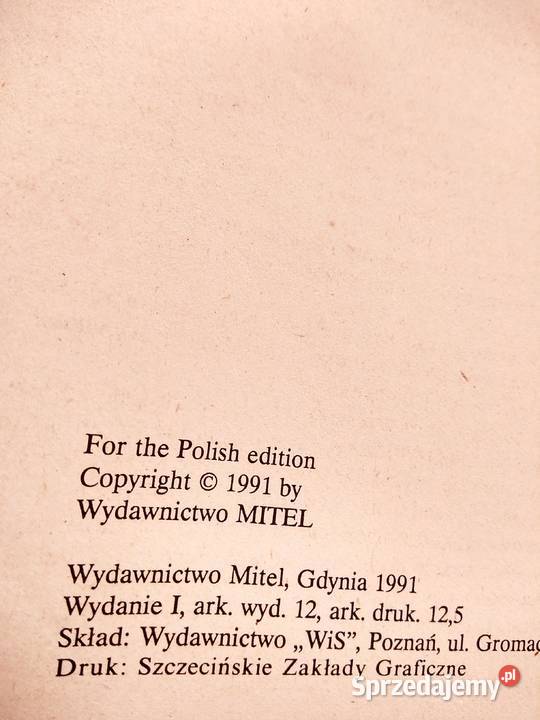 For the Polish edition
Copyright © 1991 by
Wydawnictwo MITEL
Wydawnictwo Mitel, Gdynia 1991
Wydanie I, ark. wyd. 12, ark. druk. 12,5
Skład: Wydawnictwo „WiS”, Poznań, ul.
Druk: Szczecińskie Zakłady Graficzne
Sprzedajemy.pl